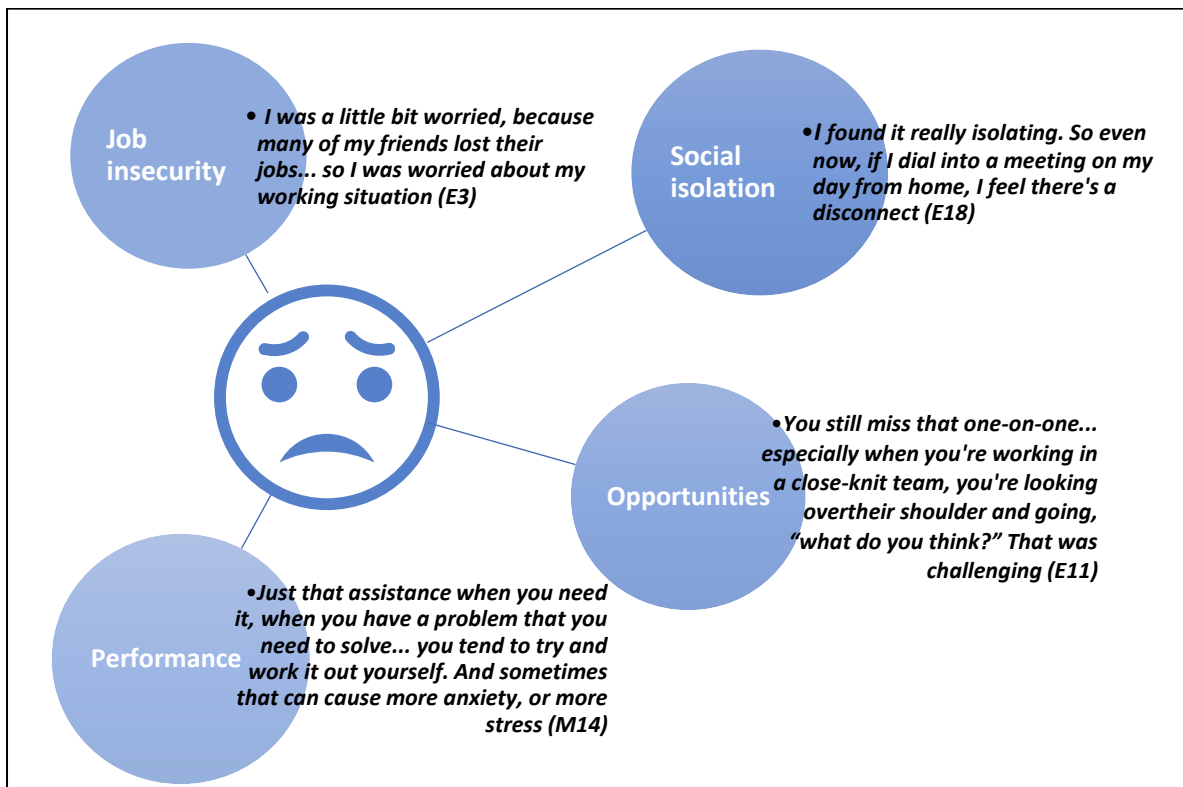 Job
insecurity
• I was a little bit worried, because
many of my friends lost their
jobs... so I was worried about my
working situation (E3)
Social
isolation
•I found it really isolating. So even
now, if I dial into a meeting on my
day from home, I feel there's a
disconnect (E18)
Opportunities
•You still miss that one-on-one...
especially when you're working in
a close-knit team, you're looking
overtheir shoulder and going,
“what do you think?” That was
challenging (E11)
Performance
•Just that assistance when you need
it, when you have a problem that you
need to solve... you tend to try and
work it out yourself. And sometimes
that can cause more anxiety, or more
stress (M14)